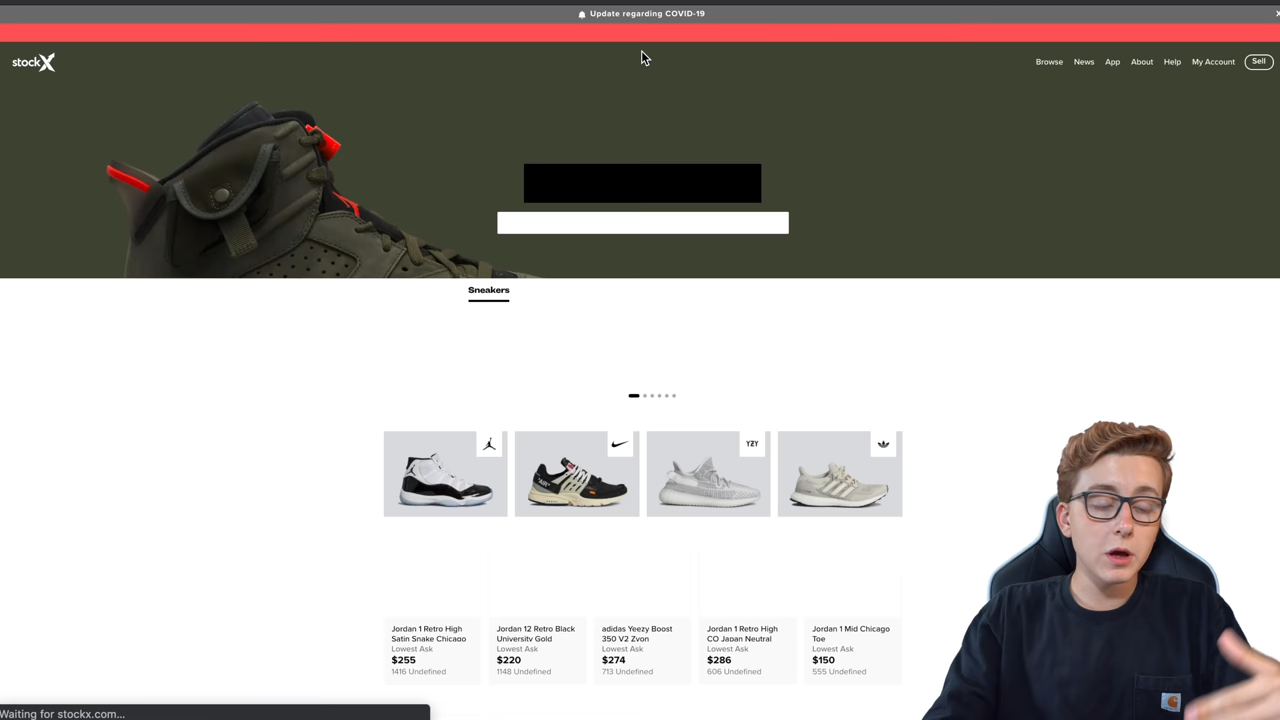 Update regarding COVID-19
stockX
Browse News App About Help My Account Sell
Sneakers
YZY
"AIR"
Jordan 1 Retro High
Satin Snake Chicago
Lowest Ask
$255
1416 Undefined
Jordan 12 Retro Black
University Gold
Lowest Ask
$220
1148 Undefined
adidas Yeezy Boost
350 V2 Zyon
Lowest Ask
$274
713 Undefined
Jordan 1 Retro High
CO Japan Neutral
Lowest Ask
$286
606 Undefined
Jordan 1 Mid Chicago
Toe
Lowest Ask
$150
555 Undefined
Waiting for stockx.com...